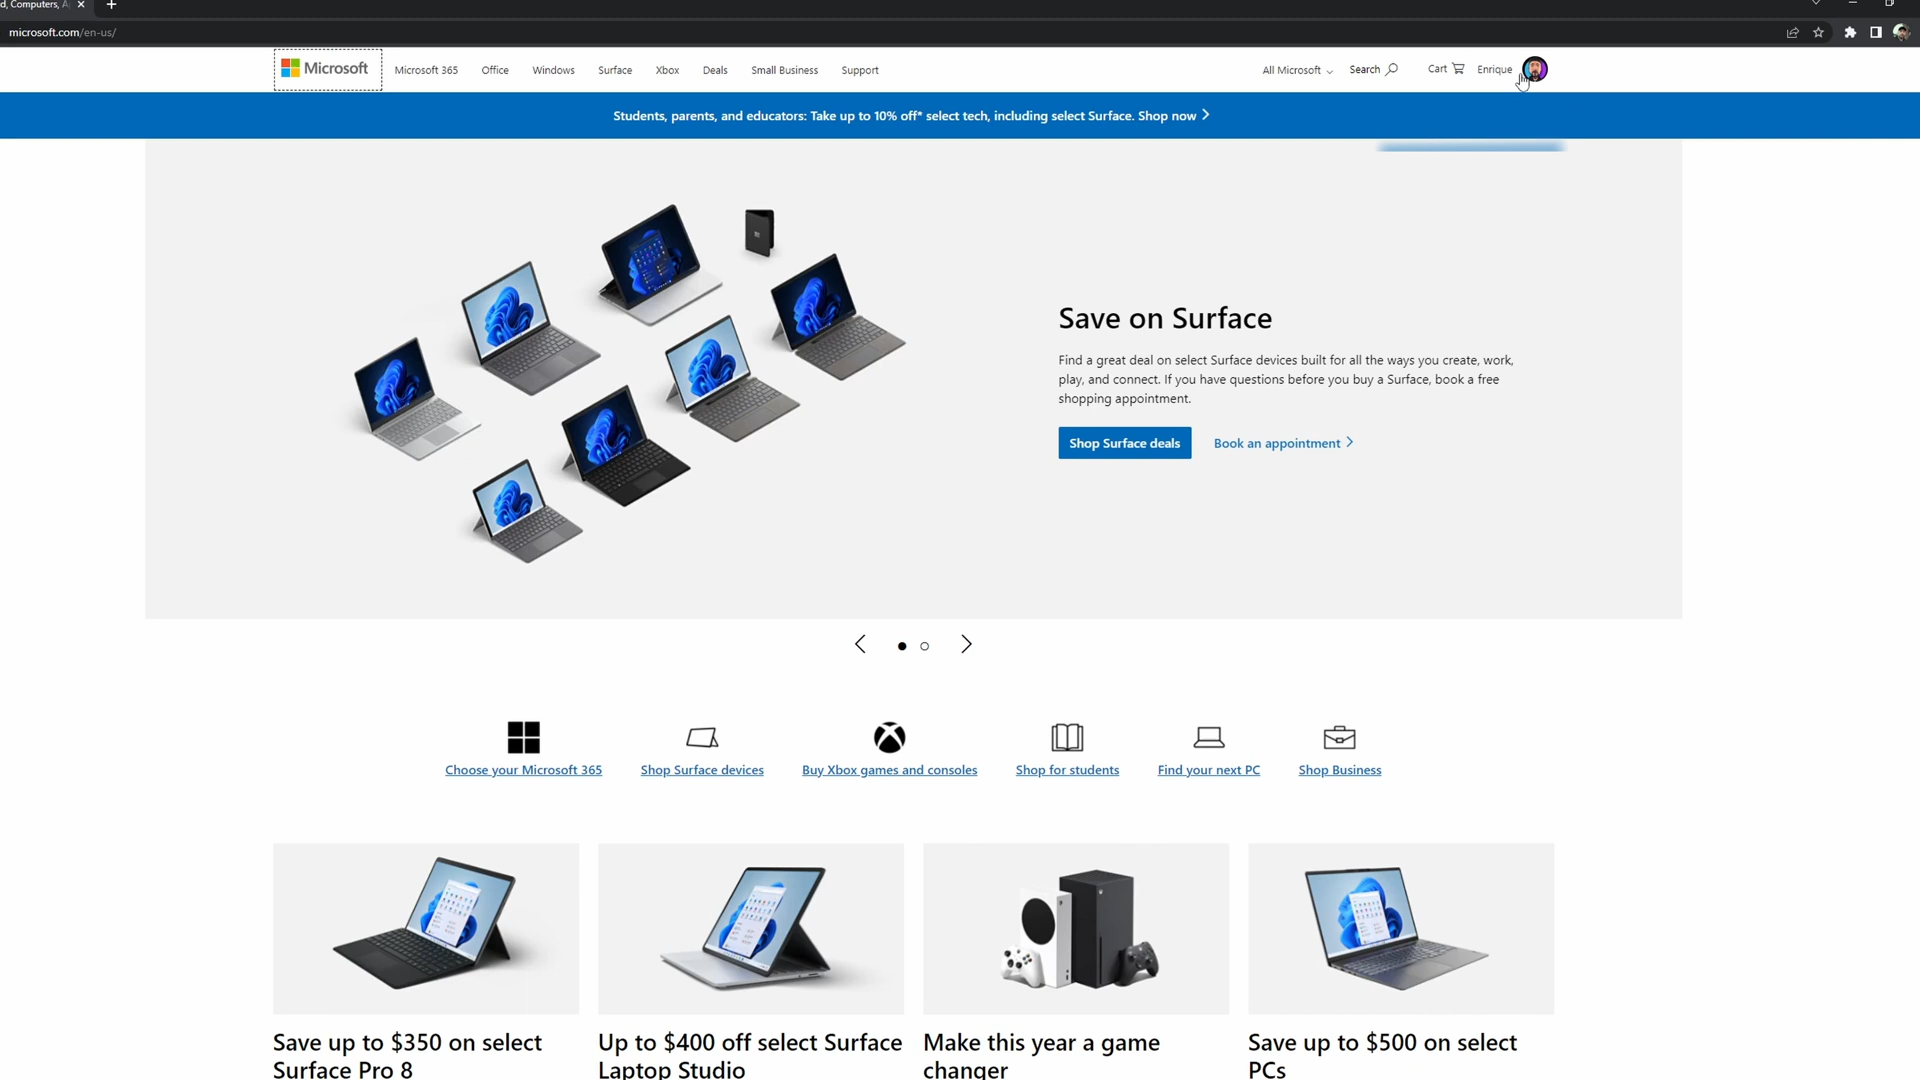 d, Computers, A
microsoft.com/en-us/
Microsoft
Microsoft 365
Office
Windows
Surface
Xbox
Deals
Small Business
Support
All Microsoft
Search
Cart
Enrique
Students, parents, and educators: Take up to 10% off* select tech, including select Surface. Shop now
Save on Surface
Find a great deal on select Surface devices built for all the ways you create, work,
play, and connect. If you have questions before you buy a Surface, book a free
shopping appointment.
Shop Surface deals
Book an appointment
Choose your Microsoft 365
Shop Surface devices
Buy Xbox games and consoles
Shop for students
Find your next PC
Shop Business
Save up to $350 on select
Surface Pro 8
Up to $400 off select Surface
Laptop Studio
Make this year a game
changer
Save up to $500 on select
PCs